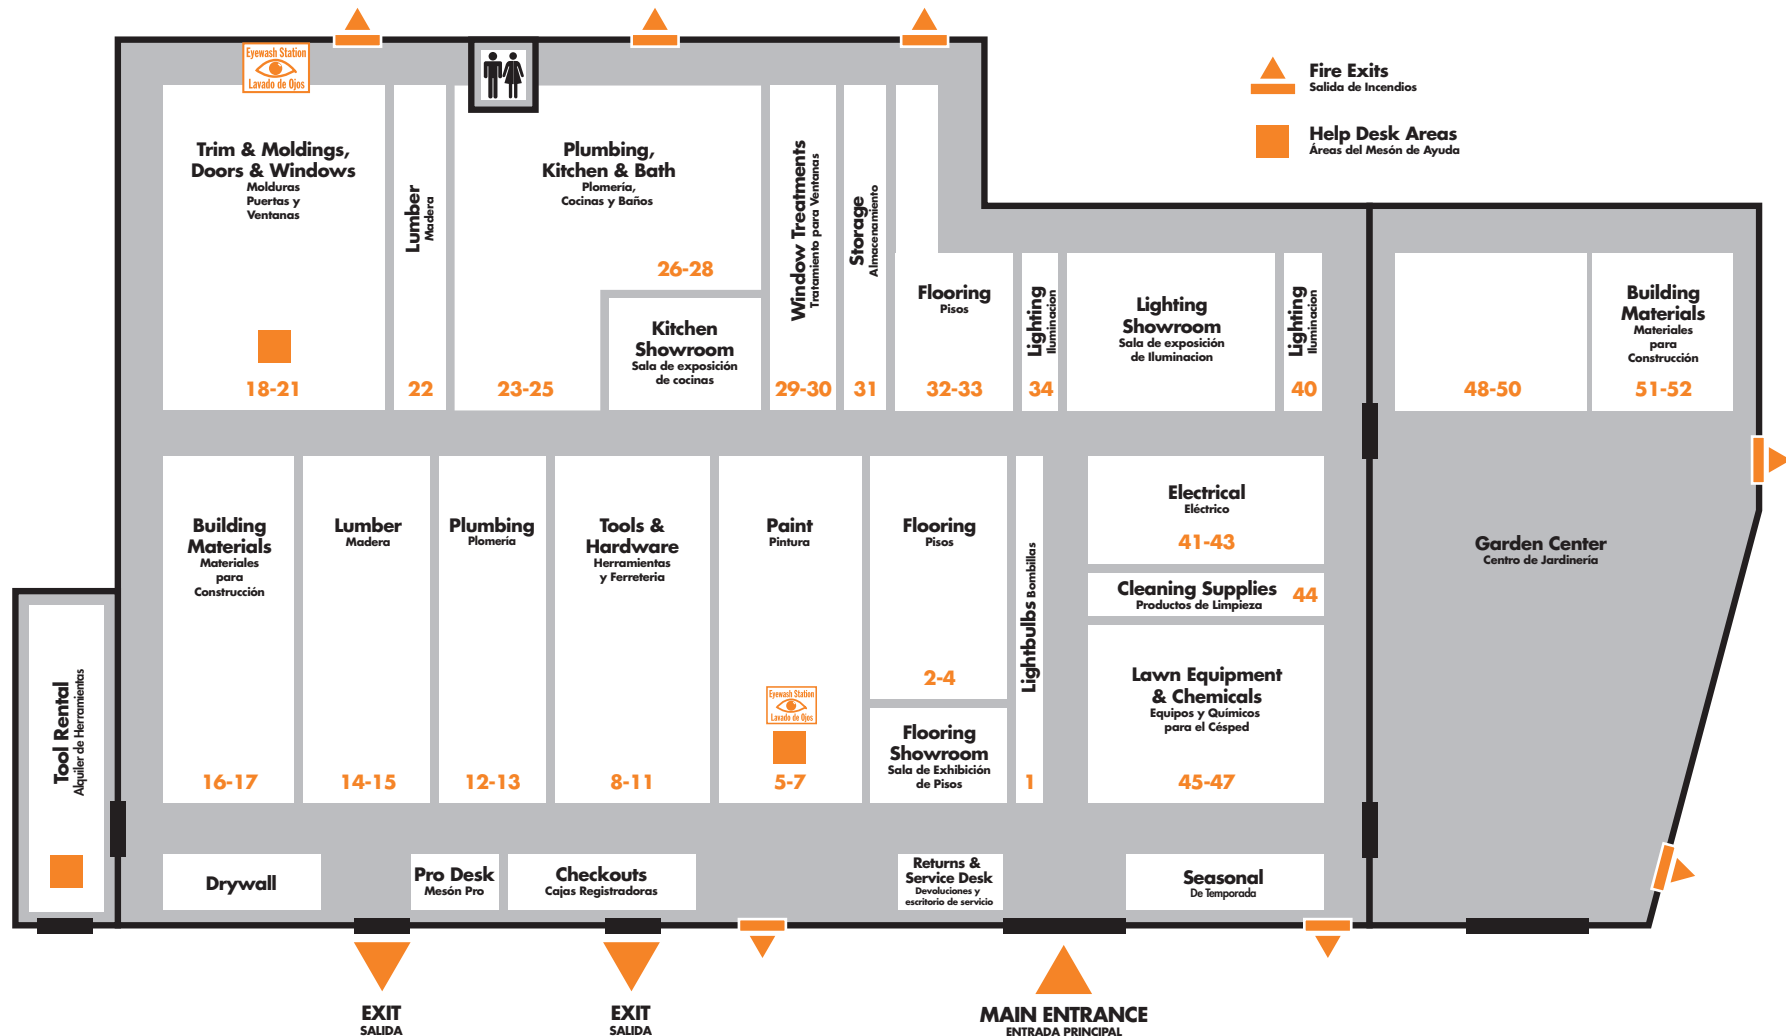 Eyewash Station
Lavado de Ojos
Fire Exits
Salida de Incendios
Help Desk Areas
Áreas del Mesón de Ayuda
Trim & Moldings,
Doors & Windows
Molduras
Puertas y
Ventanas
18-21
Lumber
Madera
22
Plumbing,
Kitchen & Bath
Plomería,
Cocinas y Baños
26-28
23-25
Kitchen
Showroom
Sala de exposición
de cocinas
Window Treatments
Tratamiento para Ventanas
29-30
Storage
Almacenamiento
31
Flooring
Pisos
32-33
Lighting
Iluminacion
34
Lighting
Showroom
Sala de exposición
de Iluminacion
Lighting
Iluminacion
40
48-50
Building
Materials
Materiales
para
Construcción
51-52
Building
Materials
Materiales
para
Construcción
16-17
Lumber
Madera
14-15
Plumbing
Plomería
12-13
Tools &
Hardware
Herramientas
y Ferreteria
8-11
Paint
Pintura
Eyewash Station
Lavado de Ojos
5-7
Flooring
Pisos
2-4
Flooring
Showroom
Sala de Exhibición
de Pisos
Lightbulbs Bombillas
1
Electrical
Eléctrico
41-43
Cleaning Supplies
Productos de Limpieza
44
Lawn Equipment
& Chemicals
Equipos y Químicos
para el Césped
45-47
Garden Center
Centro de Jardinería
Tool Rental
Alquiler de Herramientas
Drywall
Pro Desk
Mesón Pro
Checkouts
Cajas Registradoras
Returns &
Service Desk
Devoluciones y
escritorio de servicio
Seasonal
De Temporada
EXIT
SALIDA
EXIT
SALIDA
MAIN ENTRANCE
ENTRADA PRINCIPAL